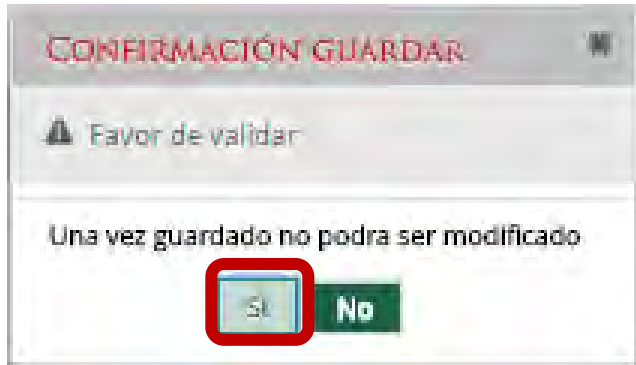 CONFIRMACIÓN GUARDAR
Favor de validar
Una vez guardado no podra ser modificado
Si No